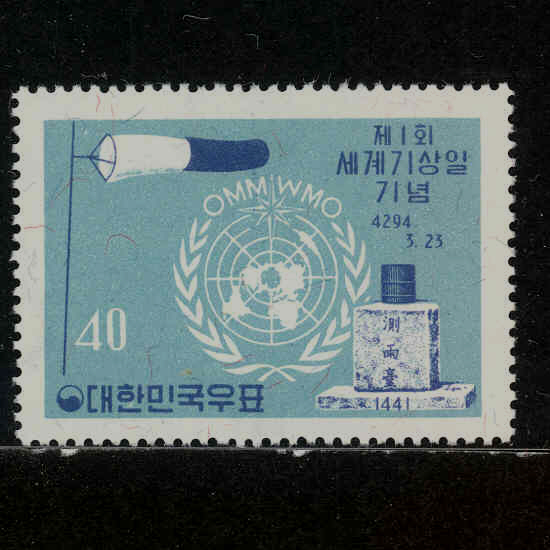 제1회
세계기상일
기념
4294
3.23
OMM WMO
40
測雨臺
1441
대한민국우표